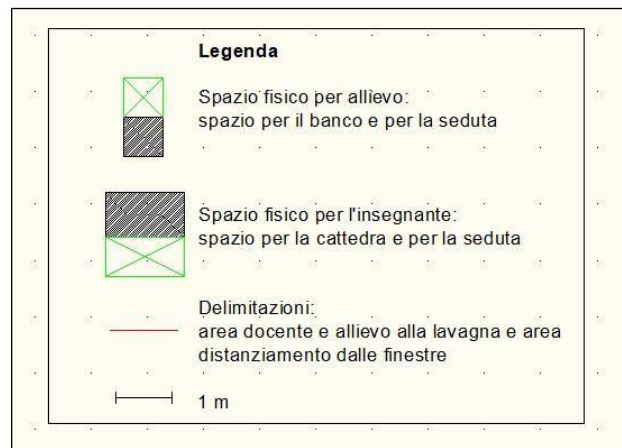 Legenda
Spazio fisico per allievo:
spazio per il banco e per la seduta
Spazio fisico per l'insegnante:
spazio per la cattedra e per la seduta
Delimitazioni:
area docente e allievo alla lavagna e area
distanziamento dalle finestre
1 m